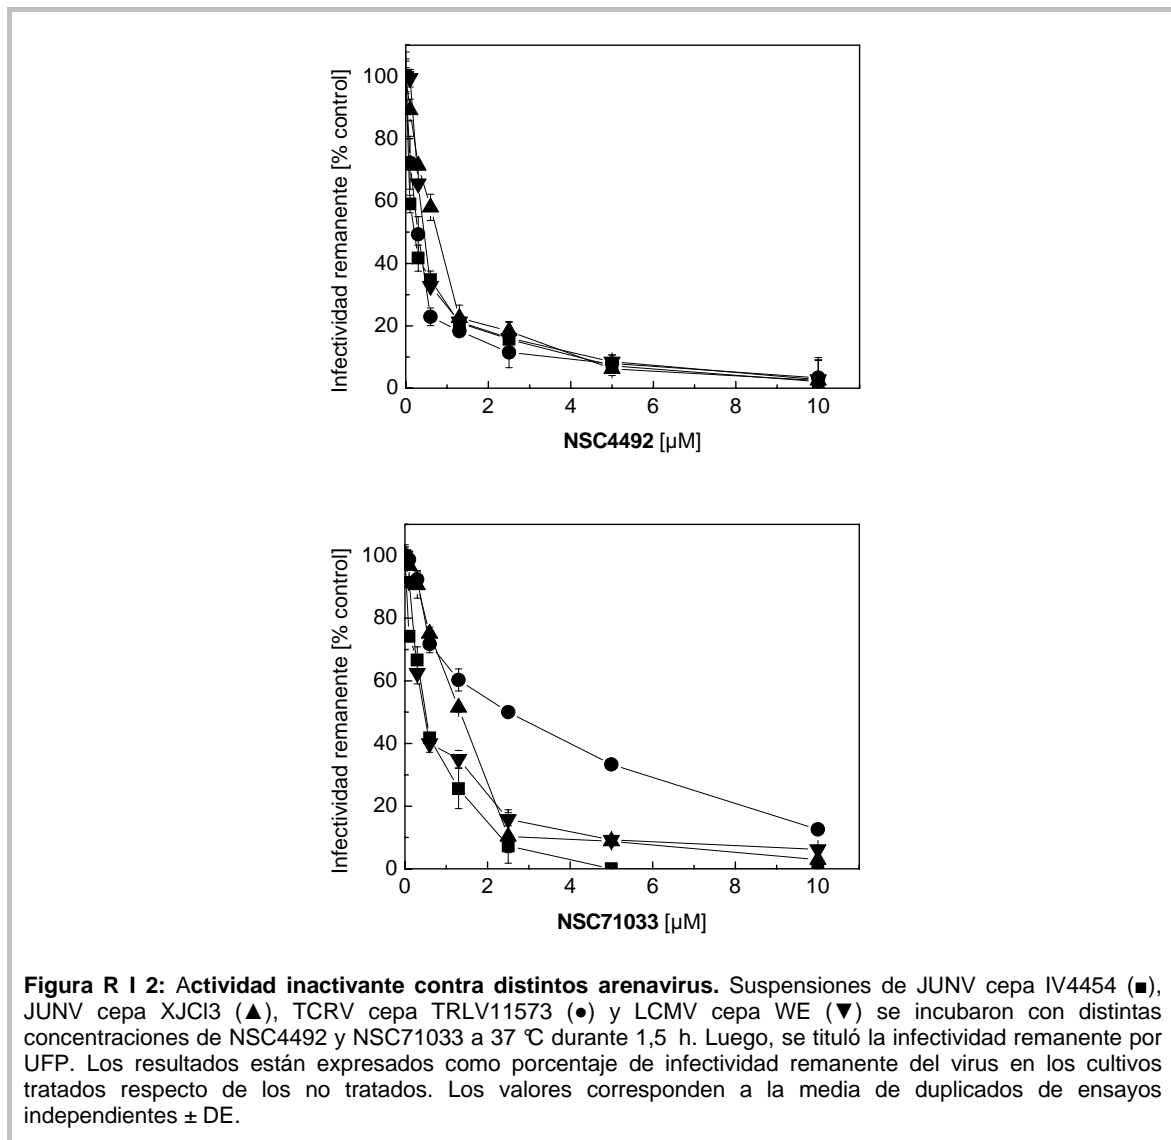 Infectividad remanente [% control]
100
80
60
40
20
0
0 2 4 6 8 10
NSC4492 [µM]
Infectividad remanente [% control]
100
80
60
40
20
0
0 2 4 6 8 10
NSC71033 [µM]
Figura R I 2: Actividad inactivante contra distintos arenavirus. Suspensiones de JUNV cepa IV4454 (■),
JUNV cepa XJCl3 (▲), TCRV cepa TRLV11573 (●) y LCMV cepa WE (▼) se incubaron con distintas
concentraciones de NSC4492 y NSC71033 a 37 °C durante 1,5 h. Luego, se tituló la infectividad remanente por
UFP. Los resultados están expresados como porcentaje de infectividad remanente del virus en los cultivos
tratados respecto de los no tratados. Los valores corresponden a la media de duplicados de ensayos
independientes ± DE.